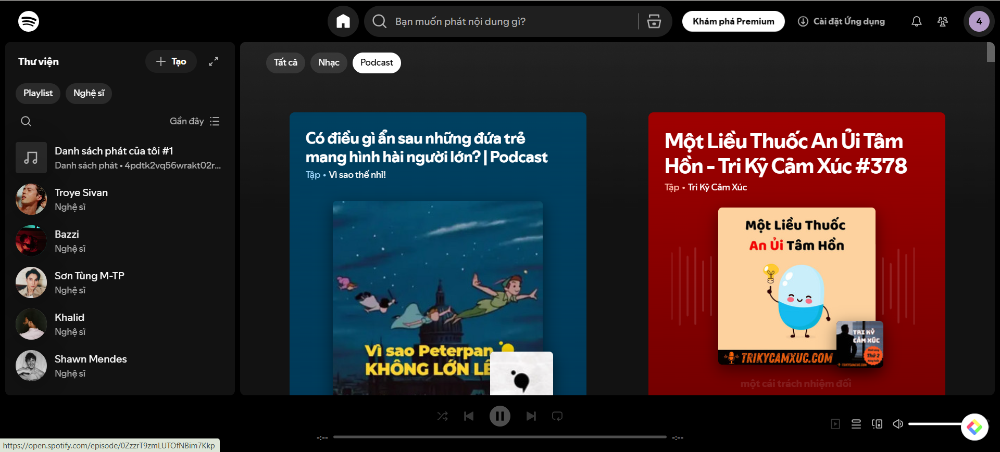 Bạn muốn phát nội dung gì?
Khám phá Premium
Cài đặt Ứng dụng
4
Thư viện
Tạo
Playlist
Nghệ sĩ
Gần đây
Danh sách phát của tôi #1
Danh sách phát • 4pdtk2vq56wrakt02r...
Troye Sivan
Nghệ sĩ
Bazzi
Nghệ sĩ
Sơn Tùng M-TP
Nghệ sĩ
Khalid
Nghệ sĩ
Shawn Mendes
Nghệ sĩ
Tất cả
Nhạc
Podcast
Có điều gì ẩn sau những đứa trẻ
mang hình hài người lớn? | Podcast
Tập • Vì sao thế nhỉ!
Vì sao Peterpan
KHÔNG LỚN LÊ
Một Liều Thuốc An Ủi Tâm
Hồn - Tri Kỷ Cảm Xúc #378
Tập • Tri Kỷ Cảm Xúc
Một Liều Thuốc
An Ủi Tâm Hồn
TRIKYCAMXUC.COM
TRI KỶ
CẢM XÚC
Thứ 2
một cái trách nhiệm đối
-:--
-:--
https://open.spotify.com/episode/0ZzzrT9zmLUTOfNBim7Kkp